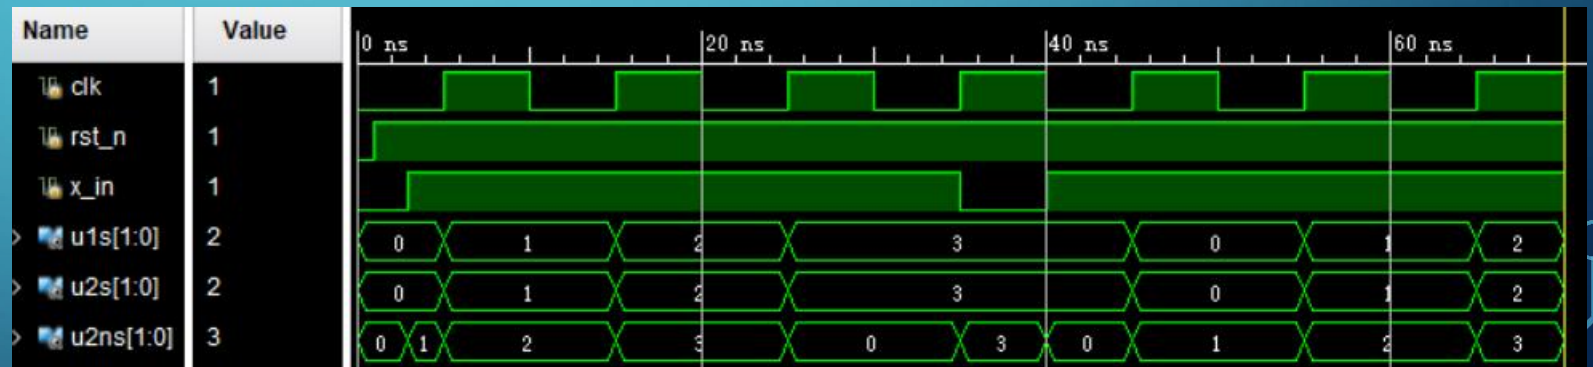 Name Value 0 ns 20 ns 40 ns 60 ns
clk 1
rst_n 1
x_in 1
u1s[1:0] 2 0 1 2 3 0 1 2
u2s[1:0] 2 0 1 2 3 0 1 2
u2ns[1:0] 3 0 1 2 3 0 3 0 1 2 3